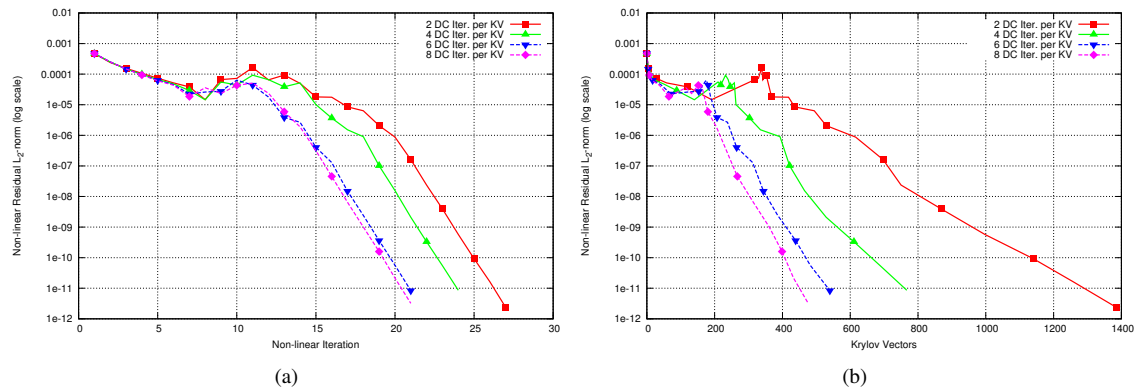 0.01
0.001
0.0001
1e-05
1e-06
1e-07
1e-08
1e-09
1e-10
1e-11
1e-12
Non-linear Residual L2-norm (log scale)
2 DC Iter. per KV
4 DC Iter. per KV
6 DC Iter. per KV
8 DC Iter. per KV
0 5 10 15 20 25 30
Non-linear Iteration
(a)
0.01
0.001
0.0001
1e-05
1e-06
1e-07
1e-08
1e-09
1e-10
1e-11
1e-12
Non-linear Residual L2-norm (log scale)
2 DC Iter. per KV
4 DC Iter. per KV
6 DC Iter. per KV
8 DC Iter. per KV
0 200 400 600 800 1000 1200 1400
Krylov Vectors
(b)